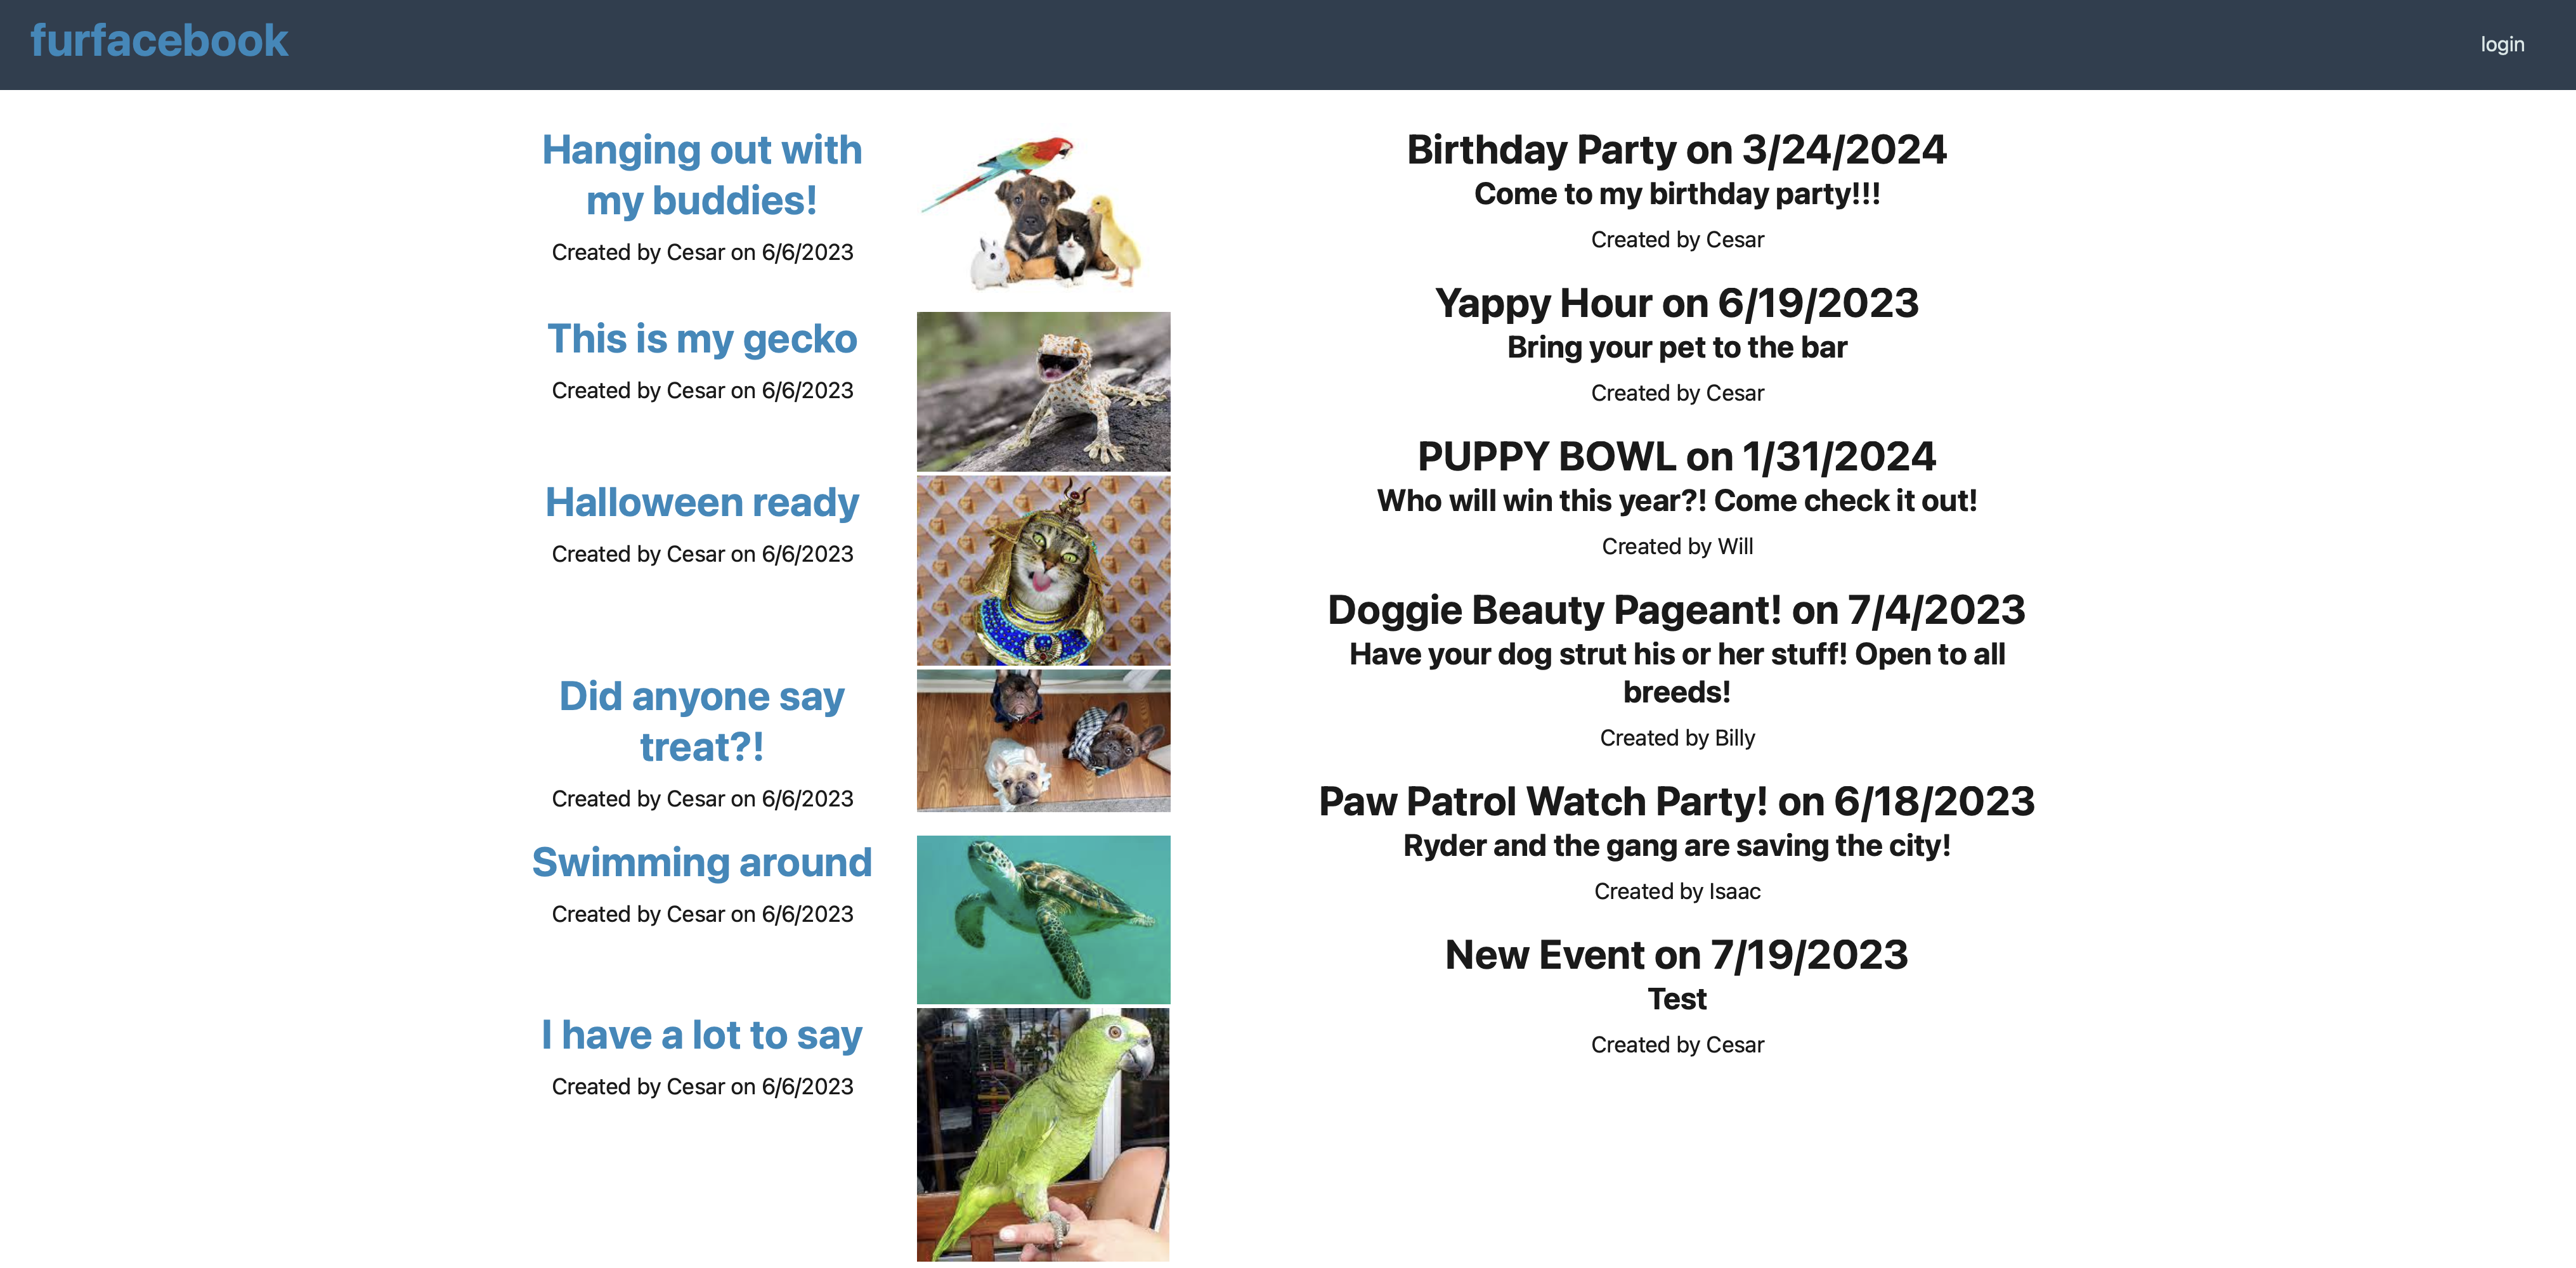 furfacebook
login
Hanging out with
my buddies!
Created by Cesar on 6/6/2023
This is my gecko
Created by Cesar on 6/6/2023
Halloween ready
Created by Cesar on 6/6/2023
Did anyone say
treat?!
Created by Cesar on 6/6/2023
Swimming around
Created by Cesar on 6/6/2023
I have a lot to say
Created by Cesar on 6/6/2023
Birthday Party on 3/24/2024
Come to my birthday party!!!
Created by Cesar
Yappy Hour on 6/19/2023
Bring your pet to the bar
Created by Cesar
PUPPY BOWL on 1/31/2024
Who will win this year?! Come check it out!
Created by Will
Doggie Beauty Pageant! on 7/4/2023
Have your dog strut his or her stuff! Open to all
breeds!
Created by Billy
Paw Patrol Watch Party! on 6/18/2023
Ryder and the gang are saving the city!
Created by Isaac
New Event on 7/19/2023
Test
Created by Cesar